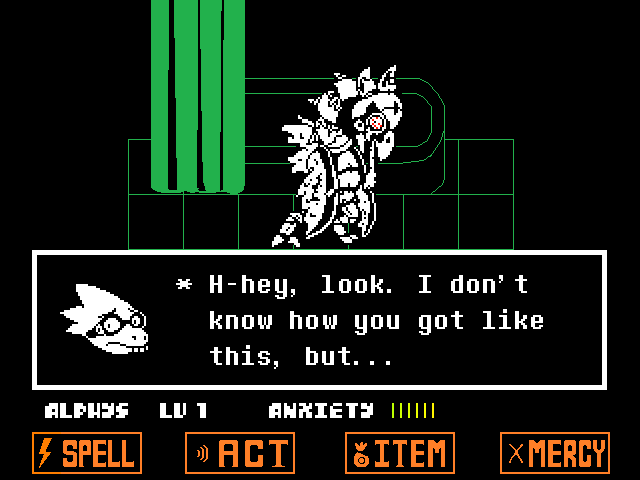 * H-hey, look. I don't
know how you got like
this, but...
ALPHYS LV 1 ANXIETY
SPELL ACT ITEM MERCY